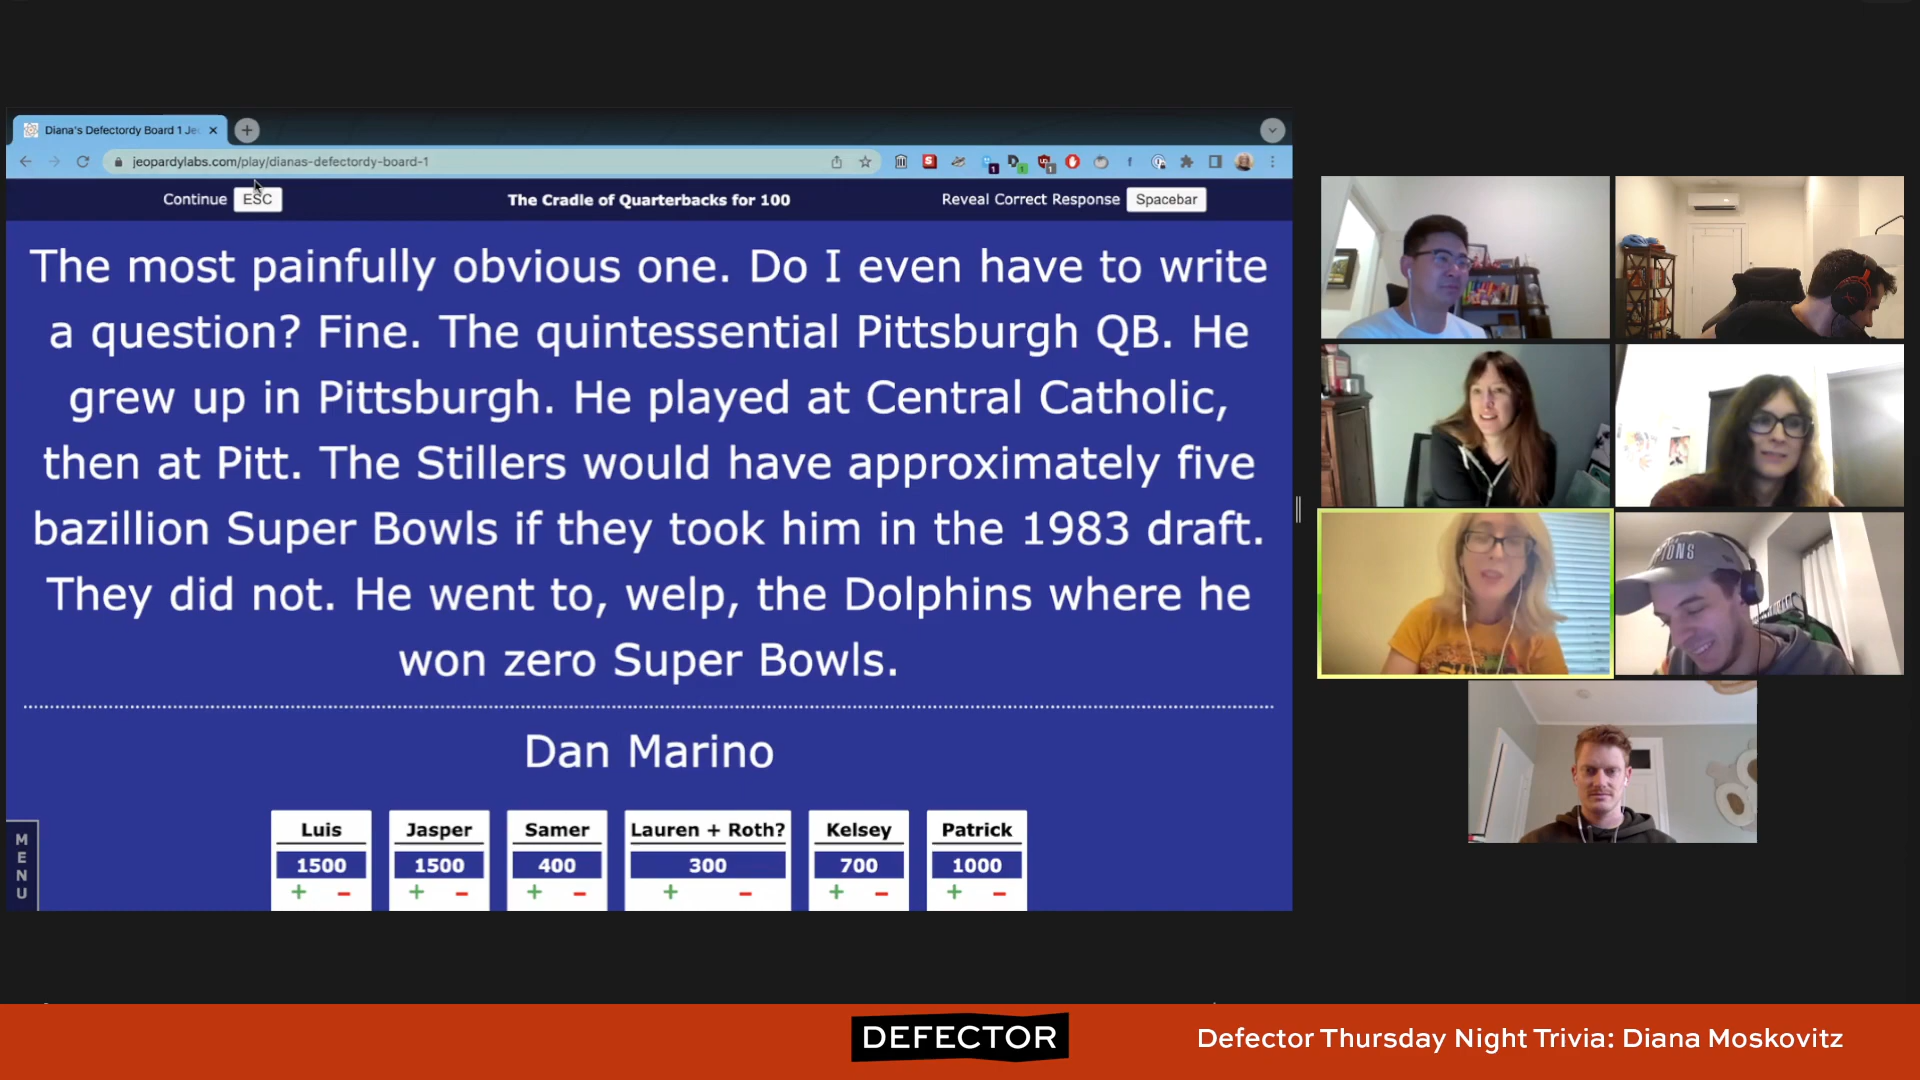 Diana's Defectordy Board 1 Je
jeopardylabs.com/play/dianas-defectordy-board-1
Continue ESC
The Cradle of Quarterbacks for 100
Reveal Correct Response Spacebar
The most painfully obvious one. Do I even have to write
a question? Fine. The quintessential Pittsburgh QB. He
grew up in Pittsburgh. He played at Central Catholic,
then at Pitt. The Stillers would have approximately five
bazillion Super Bowls if they took him in the 1983 draft.
They did not. He went to, welp, the Dolphins where he
won zero Super Bowls.
Dan Marino
MENU
Luis Jasper Samer Lauren + Roth? Kelsey Patrick
1500 1500 400 300 700 1000
+ − + − + − + − + − + −
DEFECTOR
Defector Thursday Night Trivia: Diana Moskovitz